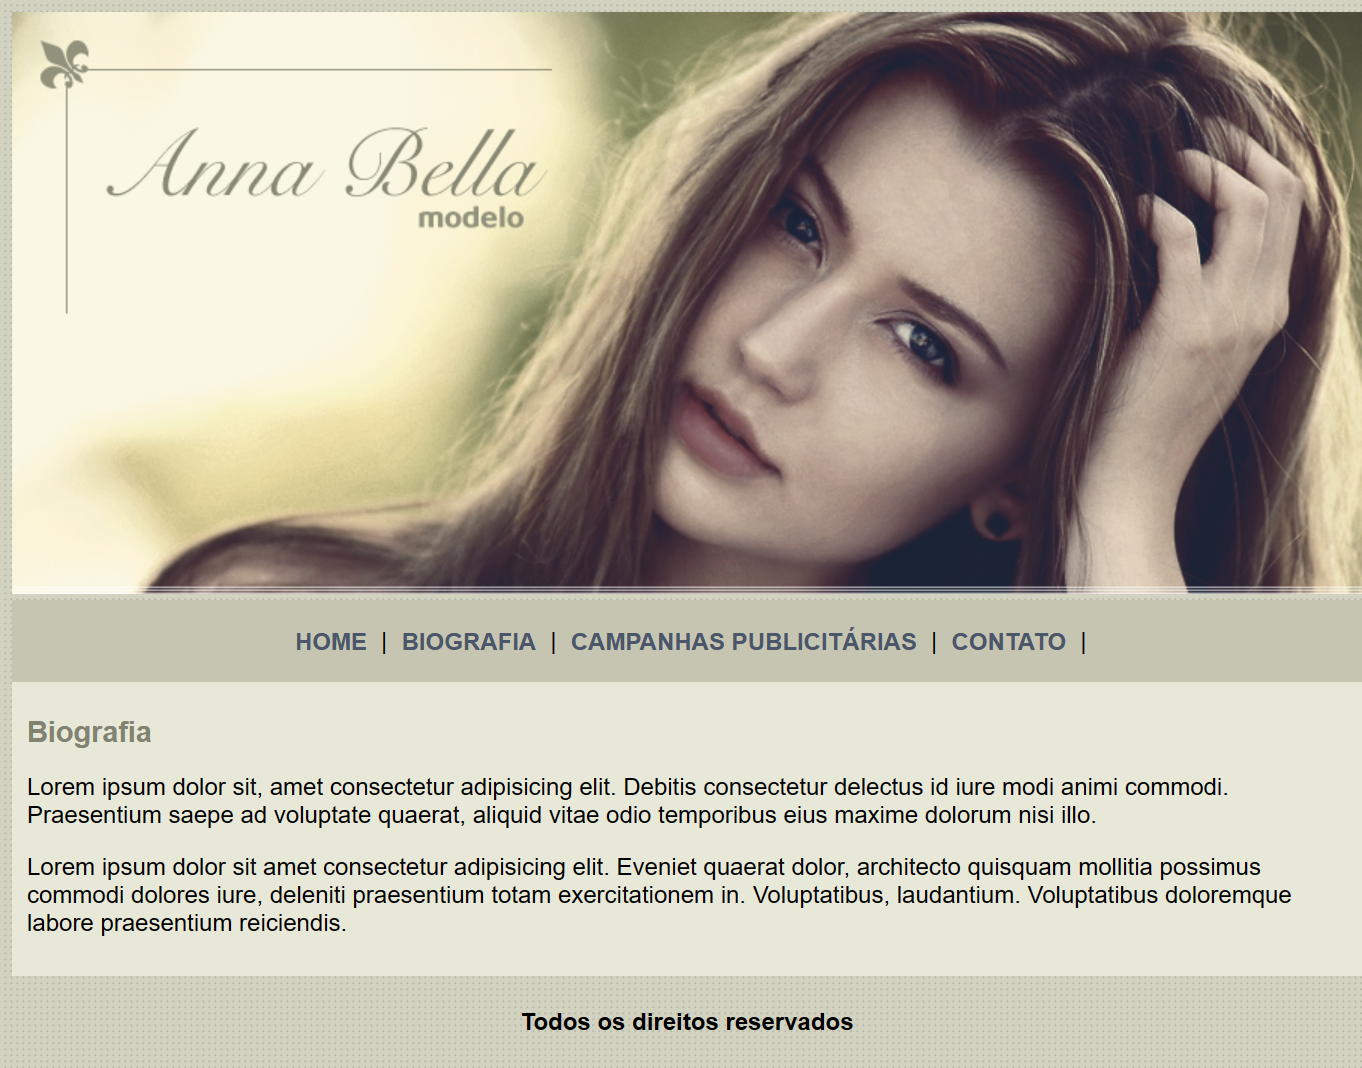 Anna Bella
modelo
HOME | BIOGRAFIA | CAMPANHAS PUBLICITÁRIAS | CONTATO |
Biografia
Lorem ipsum dolor sit, amet consectetur adipisicing elit. Debitis consectetur delectus id iure modi animi commodi.
Praesentium saepe ad voluptate quaerat, aliquid vitae odio temporibus eius maxime dolorum nisi illo.
Lorem ipsum dolor sit amet consectetur adipisicing elit. Eveniet quaerat dolor, architecto quisquam mollitia possimus
commodi dolores iure, deleniti praesentium totam exercitationem in. Voluptatibus, laudantium. Voluptatibus doloremque
labore praesentium reiciendis.
Todos os direitos reservados